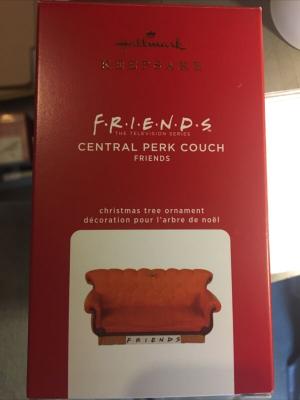 Hallmark
KEEPSAKE
F·R·I·E·N·D·S
THE TELEVISION SERIES
CENTRAL PERK COUCH
FRIENDS
christmas tree ornament
décoration pour l'arbre de noël
FRIENDS